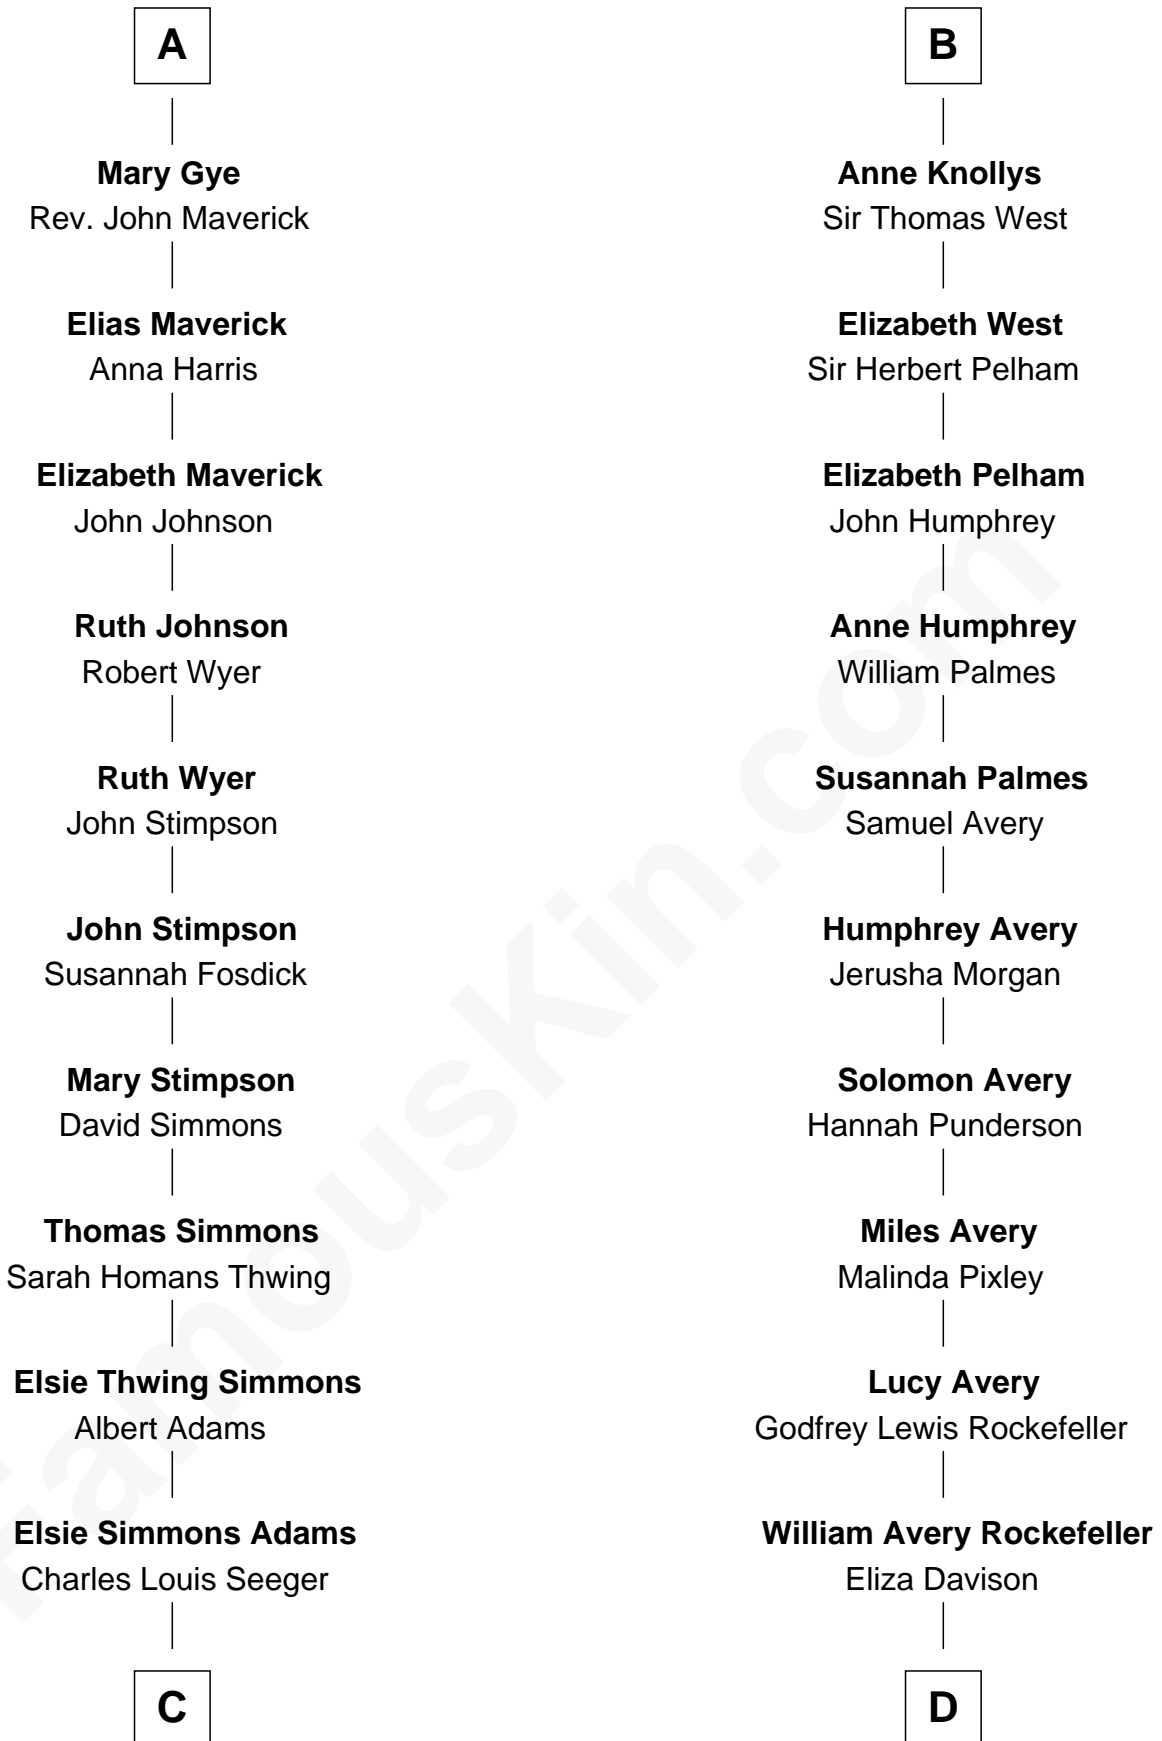 A
Mary Gye
Rev. John Maverick
Elias Maverick
Anna Harris
Elizabeth Maverick
John Johnson
Ruth Johnson
Robert Wyer
Ruth Wyer
John Stimpson
John Stimpson
Susannah Fosdick
Mary Stimpson
David Simmons
Thomas Simmons
Sarah Homans Thwing
Elsie Thwing Simmons
Albert Adams
Elsie Simmons Adams
Charles Louis Seeger
C
B
Anne Knollys
Sir Thomas West
Elizabeth West
Sir Herbert Pelham
Elizabeth Pelham
John Humphrey
Anne Humphrey
William Palmes
Susannah Palmes
Samuel Avery
Humphrey Avery
Jerusha Morgan
Solomon Avery
Hannah Punderson
Miles Avery
Malinda Pixley
Lucy Avery
Godfrey Lewis Rockefeller
William Avery Rockefeller
Eliza Davison
D
FamousKin.com